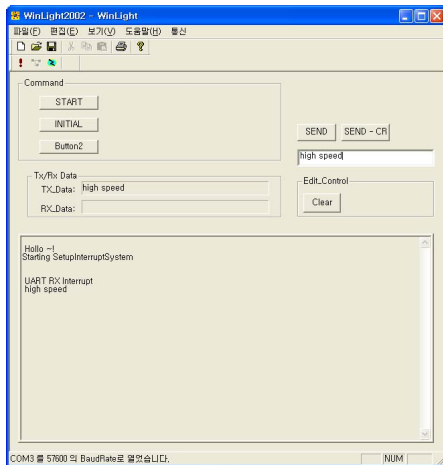 WinLight2002 - WinLight
파일(F) 편집(E) 보기(V) 도움말(H) 통신
Command
START
INITIAL
Button2
SEND SEND - CR
high speed
Tx/Rx Data
TX_Data: high speed
RX_Data:
Edit_Control
Clear
Hollo ~!
Starting SetupInterruptSystem
UART RX Interrupt
high speed
COM3 를 57600 의 BaudRate로 열었습니다.
NUM